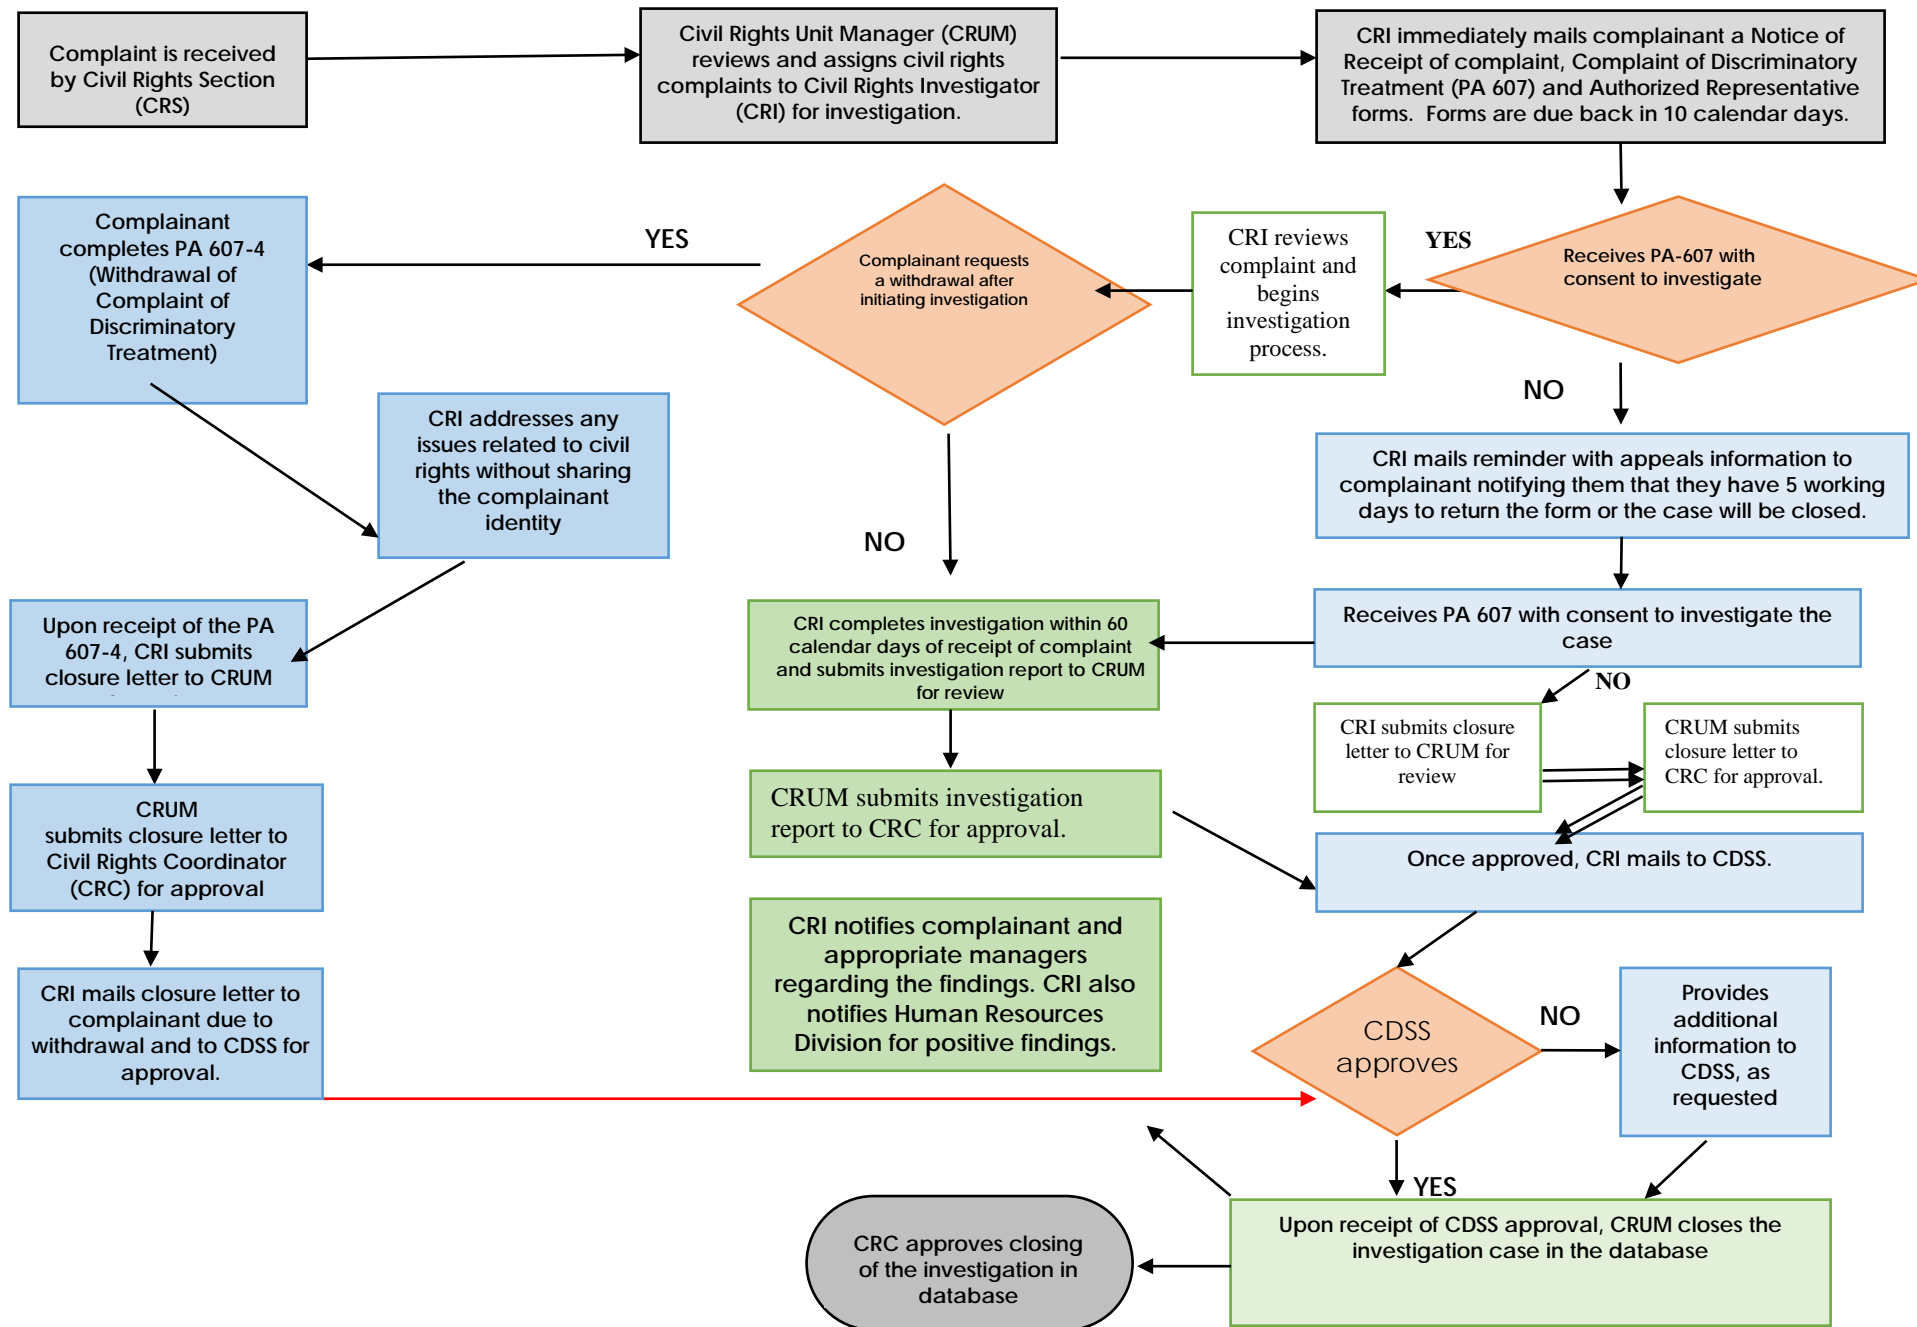 Complaint is received
by Civil Rights Section
(CRS)
Civil Rights Unit Manager (CRUM)
reviews and assigns civil rights
complaints to Civil Rights Investigator
(CRI) for investigation.
CRI immediately mails complainant a Notice of
Receipt of complaint, Complaint of Discriminatory
Treatment (PA 607) and Authorized Representative
forms.  Forms are due back in 10 calendar days.
Complainant
completes PA 607-4
(Withdrawal of
Complaint of
Discriminatory
Treatment)
YES
Complainant requests
a withdrawal after
initiating investigation
CRI reviews
complaint and
begins
investigation
process.
YES
Receives PA-607 with
consent to investigate
NO
CRI addresses any
issues related to civil
rights without sharing
the complainant
identity
NO
CRI mails reminder with appeals information to
complainant notifying them that they have 5 working
days to return the form or the case will be closed.
Upon receipt of the PA
607-4, CRI submits
closure letter to CRUM
CRI completes investigation within 60
calendar days of receipt of complaint
and submits investigation report to CRUM
for review
Receives PA 607 with consent to investigate the
case
NO
CRI submits closure
letter to CRUM for
review
CRUM submits
closure letter to
CRC for approval.
CRUM
submits closure letter to
Civil Rights Coordinator
(CRC) for approval
CRUM submits investigation
report to CRC for approval.
Once approved, CRI mails to CDSS.
CRI notifies complainant and
appropriate managers
regarding the findings. CRI also
notifies Human Resources
Division for positive findings.
CRI mails closure letter to
complainant due to
withdrawal and to CDSS for
approval.
CDSS
approves
NO
Provides
additional
information to
CDSS, as
requested
YES
CRC approves closing
of the investigation in
database
Upon receipt of CDSS approval, CRUM closes the
investigation case in the database